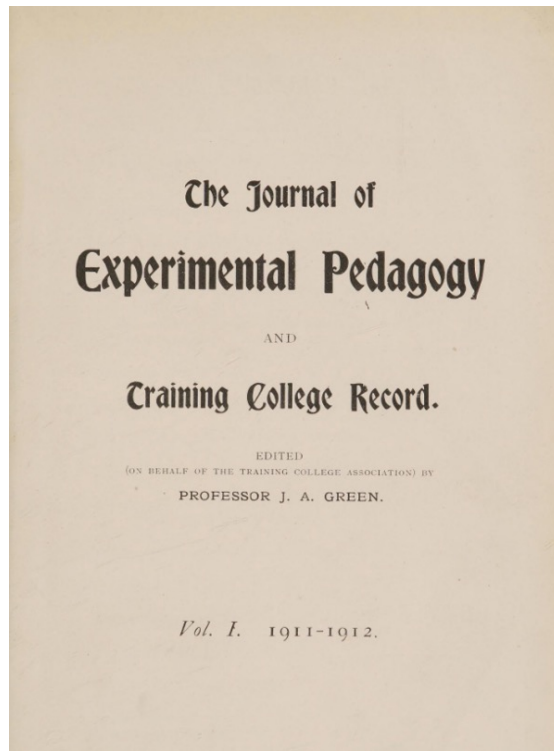 The Journal of
Experimental Pedagogy
AND
Training College Record.
EDITED
(ON BEHALF OF THE TRAINING COLLEGE ASSOCIATION) BY
PROFESSOR J. A. GREEN.
Vol. I. 1911-1912.